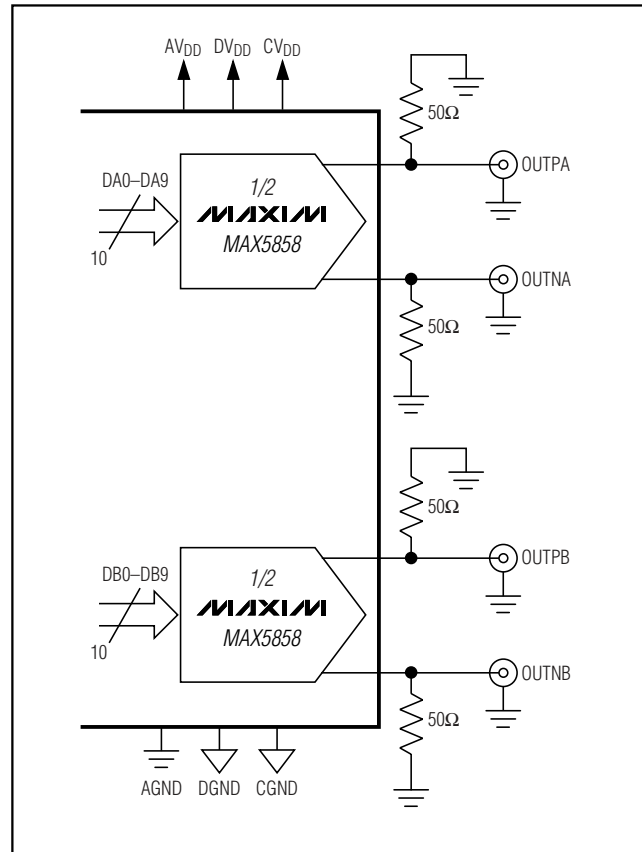 AVDD DVDD CVDD
50Ω
OUTPA
DA0–DA9
10
1/2
MAXIM
MAX5858
OUTNA
50Ω
50Ω
OUTPB
DB0–DB9
10
1/2
MAXIM
MAX5858
OUTNB
50Ω
AGND DGND CGND